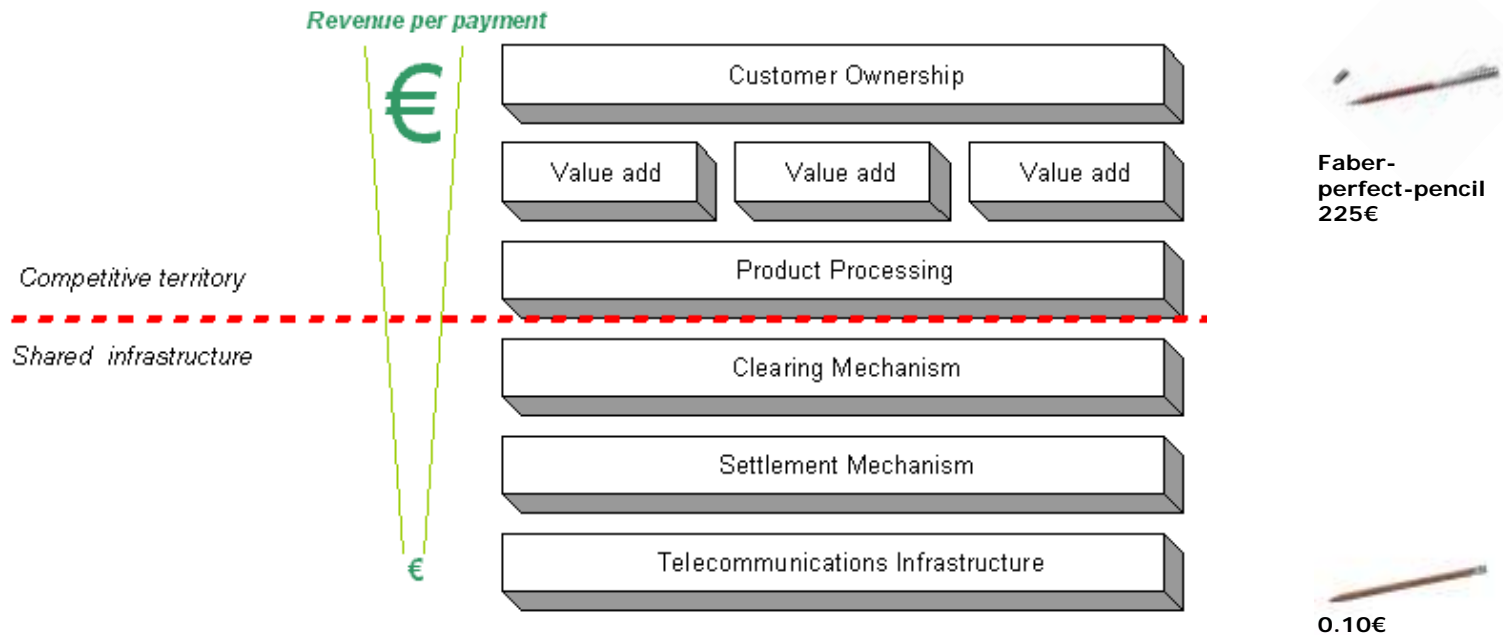 Revenue per payment
€
Customer Ownership
Value add
Value add
Value add
Faber-
perfect-pencil
225€
Product Processing
Competitive territory
Shared infrastructure
Clearing Mechanism
Settlement Mechanism
Telecommunications Infrastructure
€
0.10€